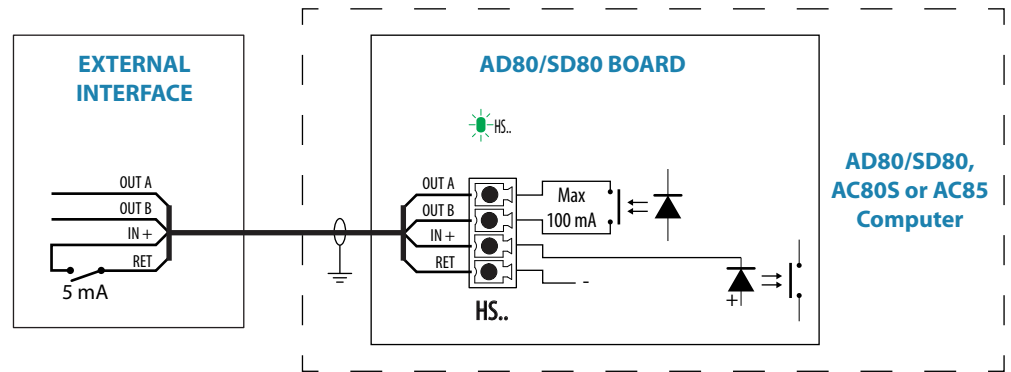 EXTERNAL
INTERFACE
OUT A
OUT B
IN +
RET
5 mA
AD80/SD80 BOARD
HS..
OUT A
OUT B
IN +
RET
Max
100 mA
-
+
HS..
AD80/SD80,
AC80S or AC85
Computer